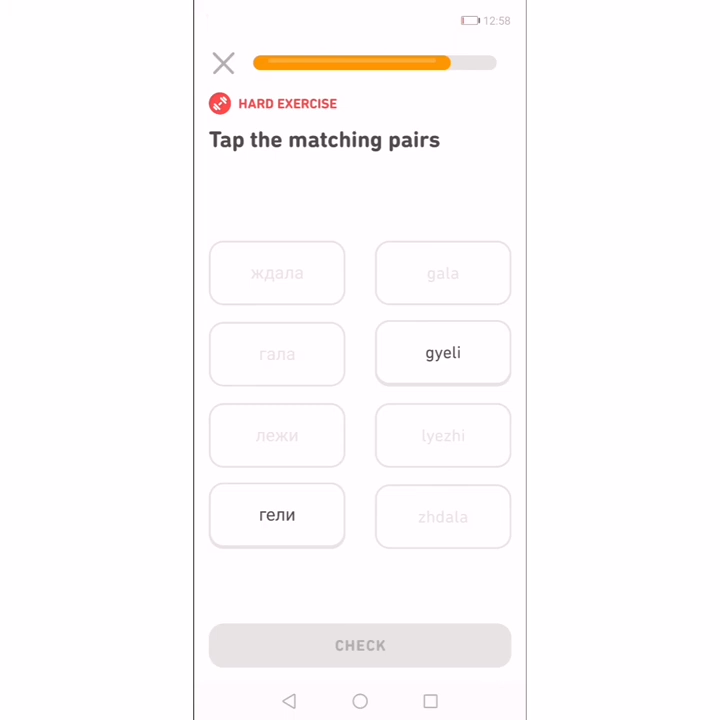 12:58
HARD EXERCISE
Tap the matching pairs
ждала gala
гала gyeli
лежи lyezhi
гели zhdala
CHECK